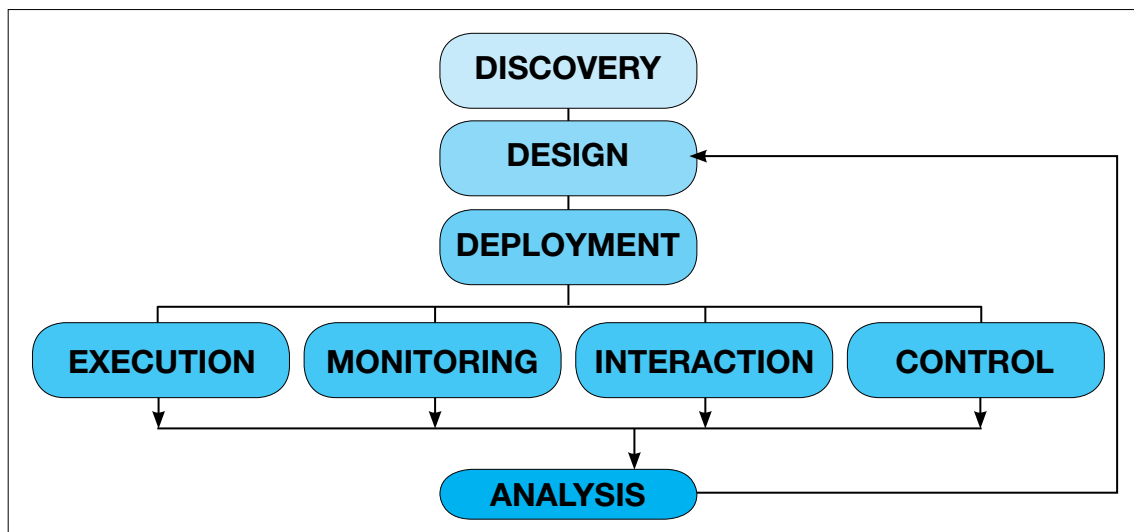 DISCOVERY
DESIGN
DEPLOYMENT
EXECUTION MONITORING INTERACTION CONTROL
ANALYSIS